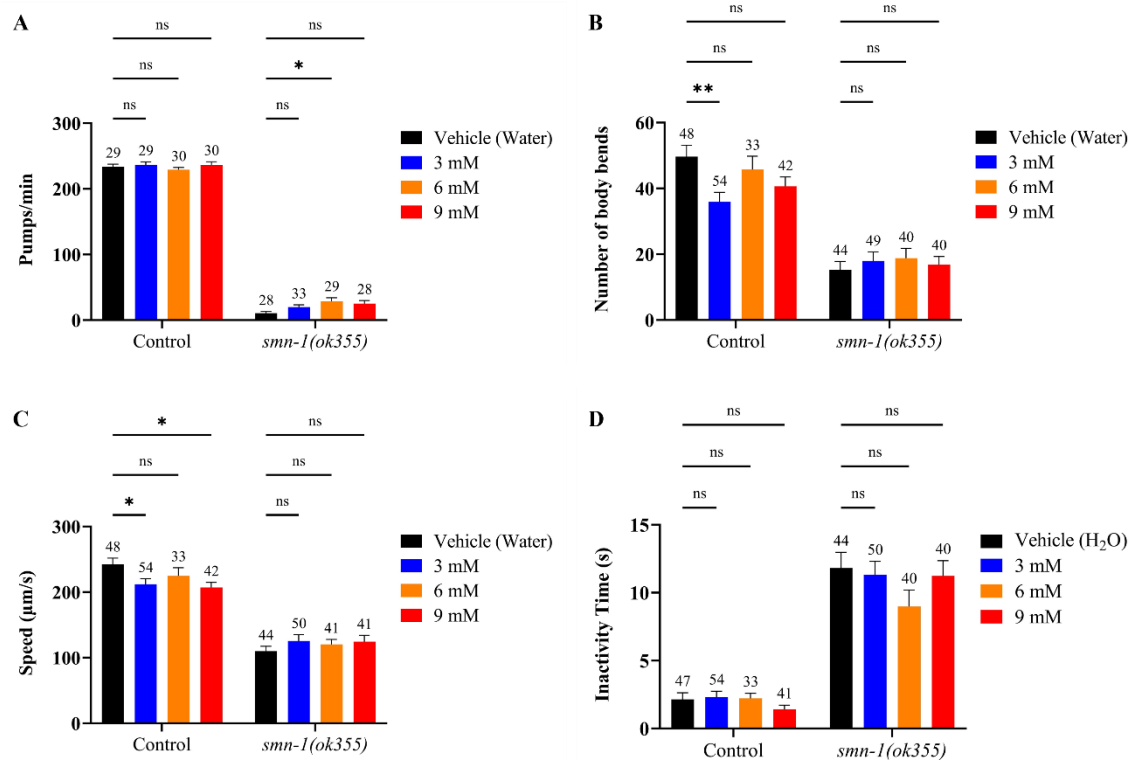 A
ns
ns
ns
*
ns
ns
ns
Pumps/min
300
200
100
0
29
29
30
30
28
33
29
28
Control
smn-1(ok355)
Vehicle (Water)
3 mM
6 mM
9 mM
B
ns
ns
ns
ns
**
ns
Number of body bends
60
40
20
0
48
54
33
42
44
49
40
40
Control
smn-1(ok355)
Vehicle (Water)
3 mM
6 mM
9 mM
C
*
ns
ns
ns
*
ns
Speed (µm/s)
300
200
100
0
48
54
33
42
44
50
41
41
Control
smn-1(ok355)
Vehicle (Water)
3 mM
6 mM
9 mM
D
ns
ns
ns
ns
ns
ns
Inactivity Time (s)
15
10
5
0
47
54
33
41
44
50
40
40
Control
smn-1(ok355)
Vehicle (H₂O)
3 mM
6 mM
9 mM